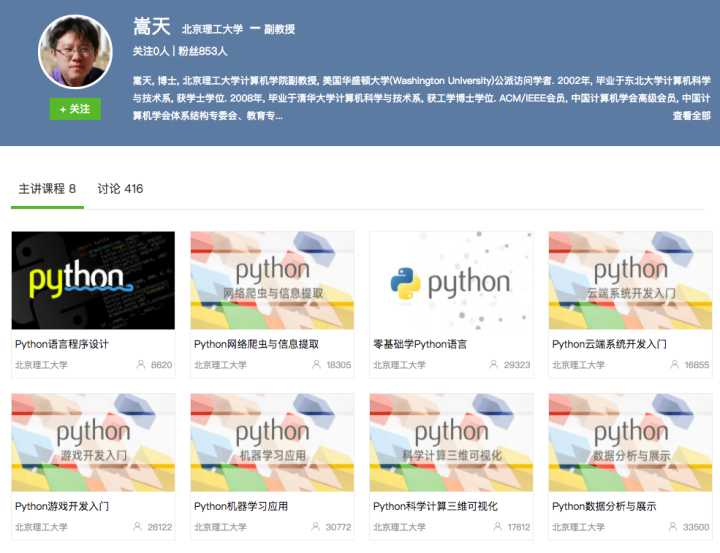 嵩天 北京理工大学 — 副教授
关注0人 | 粉丝853人
嵩天, 博士, 北京理工大学计算机学院副教授, 美国华盛顿大学(Washington University)公派访问学者. 2002年, 毕业于东北大学计算机科学
与技术系, 获学士学位. 2008年, 毕业于清华大学计算机科学与技术系, 获工学博士学位. ACM/IEEE会员, 中国计算机学会高级会员, 中国计
算机学会体系结构专委会、教育专...
查看全部
+ 关注
主讲课程 8 讨论 416
python
python
网络爬虫与信息提取
python
python
云端系统开发入门
Python语言程序设计
北京理工大学 8620
Python网络爬虫与信息提取
北京理工大学 18305
零基础学Python语言
北京理工大学 29323
Python云端系统开发入门
北京理工大学 16855
python
游戏开发入门
python
机器学习应用
python
科学计算三维可视化
python
数据分析与展示
Python游戏开发入门
北京理工大学 26122
Python机器学习应用
北京理工大学 30772
Python科学计算三维可视化
北京理工大学 17612
Python数据分析与展示
北京理工大学 33500